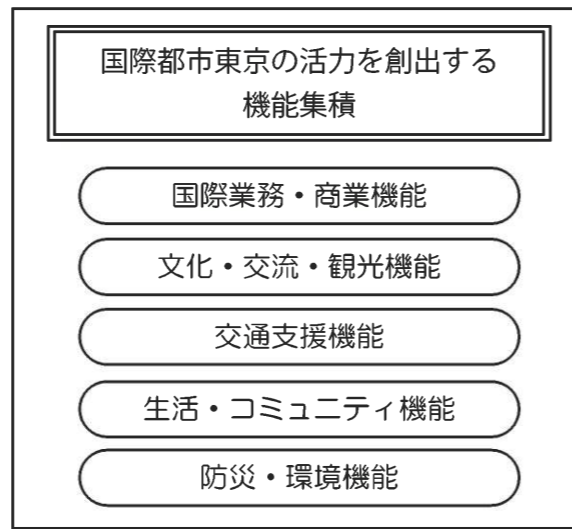 国際都市東京の活力を創出する
機能集積
国際業務・商業機能
文化・交流・観光機能
交通支援機能
生活・コミュニティ機能
防災・環境機能